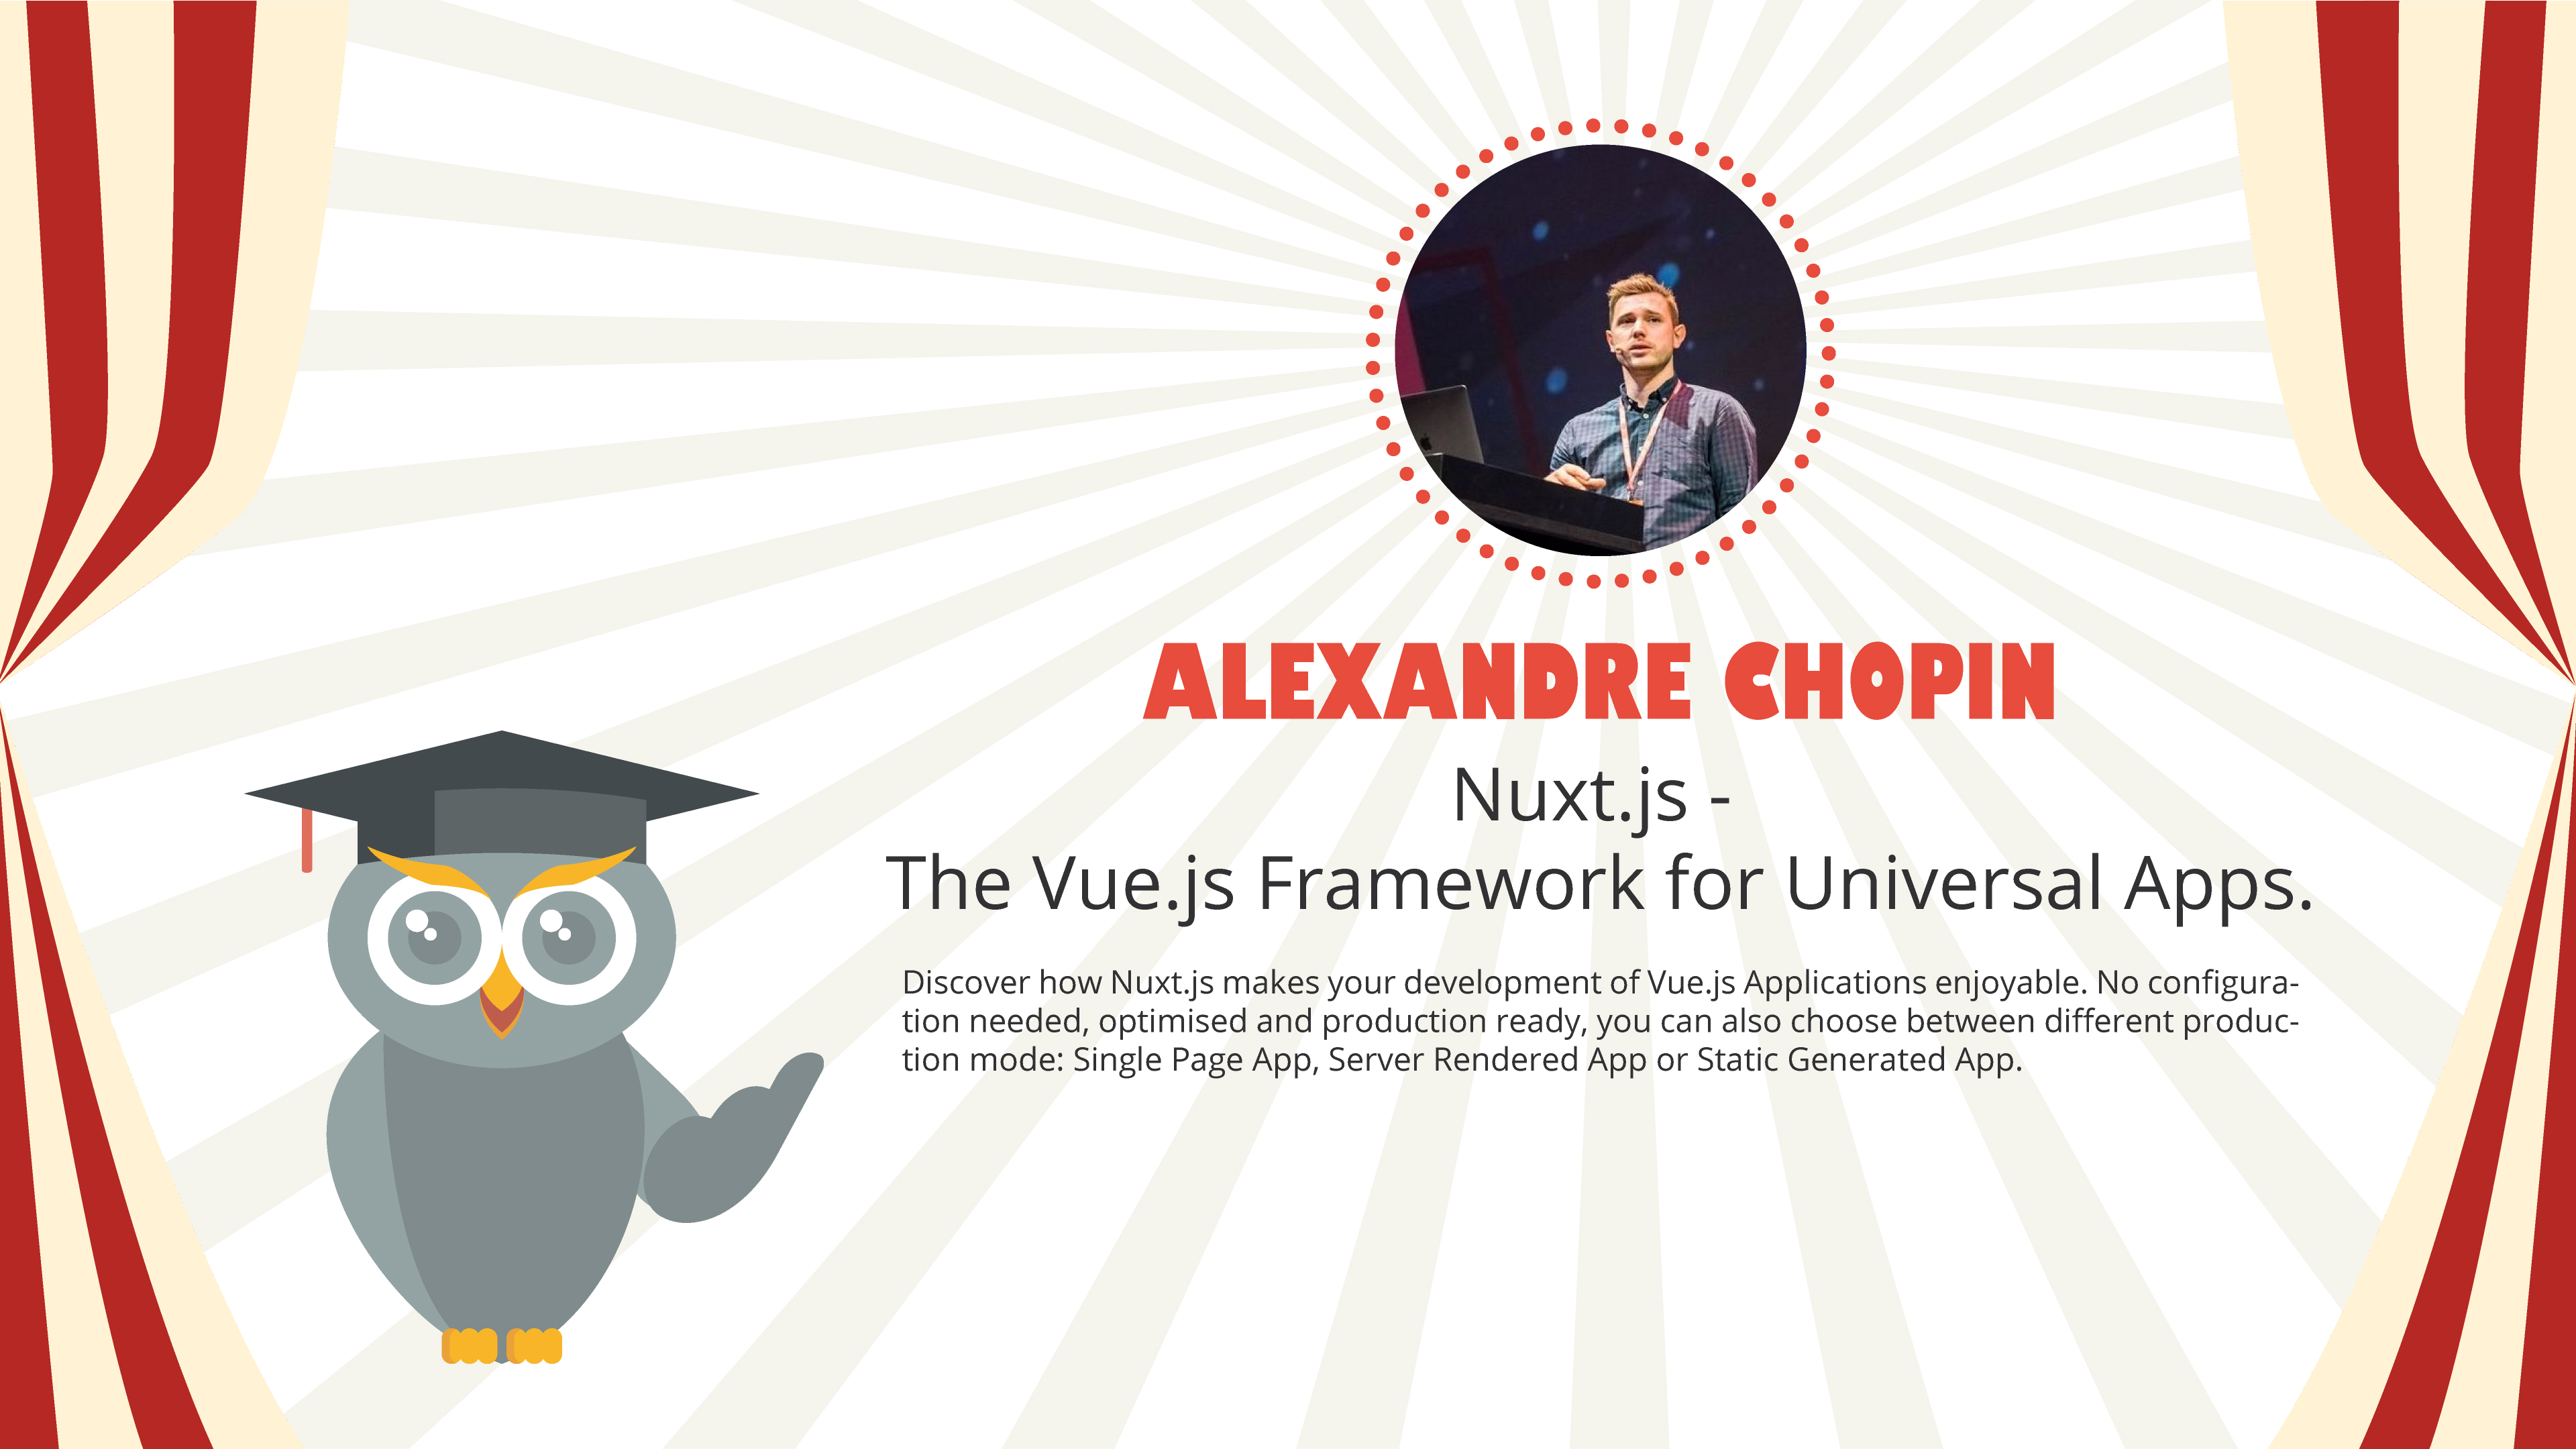 ALEXANDRE CHOPIN
Nuxt.js -
The Vue.js Framework for Universal Apps.
Discover how Nuxt.js makes your development of Vue.js Applications enjoyable. No configura-
tion needed, optimised and production ready, you can also choose between different produc-
tion mode: Single Page App, Server Rendered App or Static Generated App.